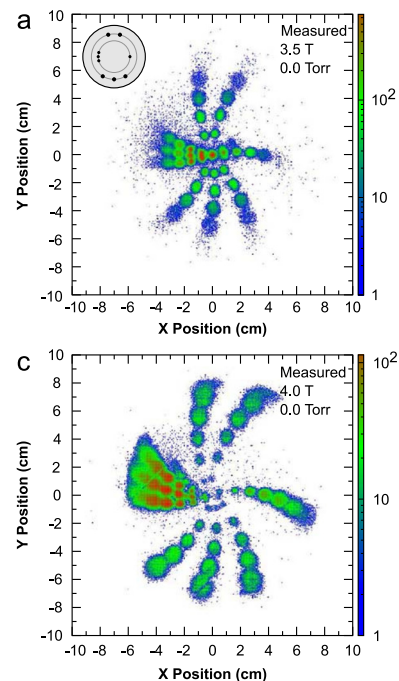 a
Measured
3.5 T
0.0 Torr
10
8
6
4
2
0
-2
-4
-6
-8
-10
Y Position (cm)
-10 -8 -6 -4 -2 0 2 4 6 8 10
X Position (cm)
10²
10
1
c
Measured
4.0 T
0.0 Torr
10
8
6
4
2
0
-2
-4
-6
-8
-10
Y Position (cm)
-10 -8 -6 -4 -2 0 2 4 6 8 10
X Position (cm)
10²
10
1